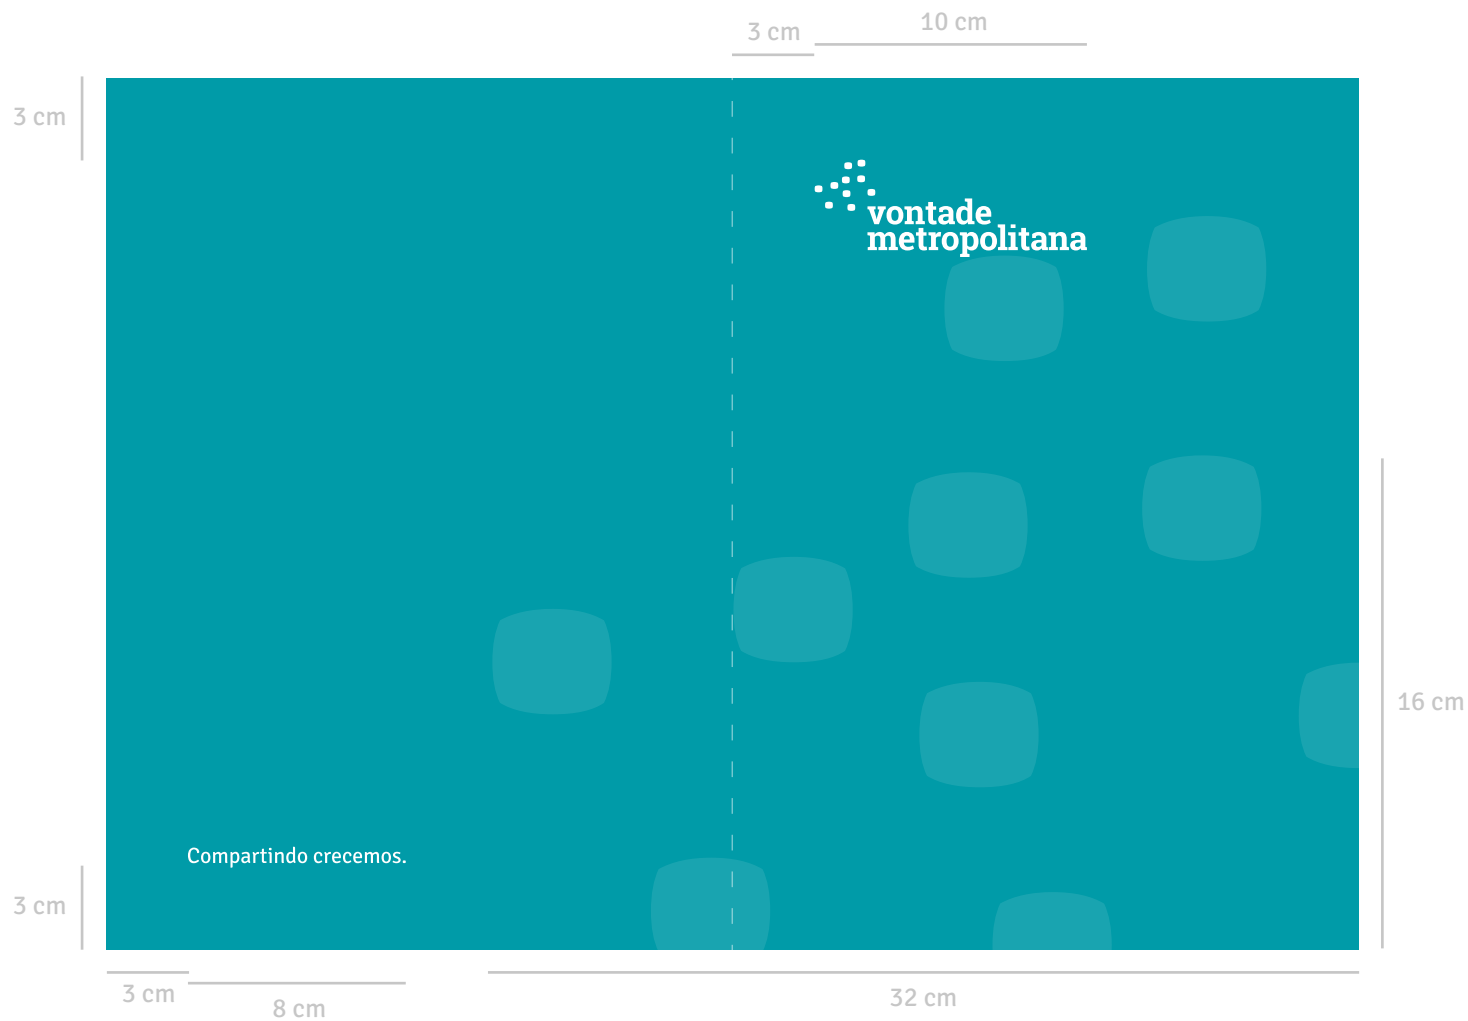 3 cm
10 cm
3 cm
vontade
metropolitana
16 cm
Compartindo crecemos.
3 cm
3 cm
8 cm
32 cm